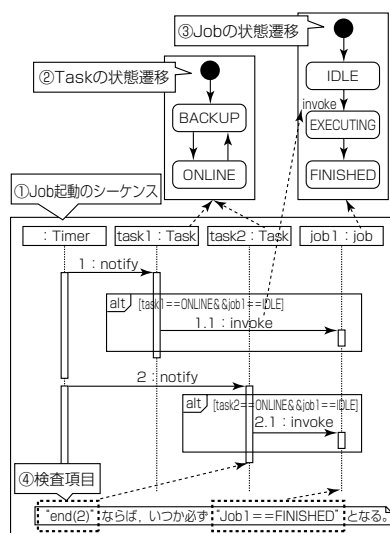 ③Jobの状態遷移
②Taskの状態遷移
IDLE
invoke
BACKUP
EXECUTING
ONLINE
FINISHED
①Job起動のシーケンス
: Timer
task1 : Task
task2 : Task
job1 : job
1 : notify
alt
[task1==ONLINE&&job1==IDLE]
1.1 : invoke
2 : notify
alt
[task2==ONLINE&&job1==IDLE]
2.1 : invoke
④検査項目
"end(2)" ならば，いつか必ず "Job1==FINISHED" となる。